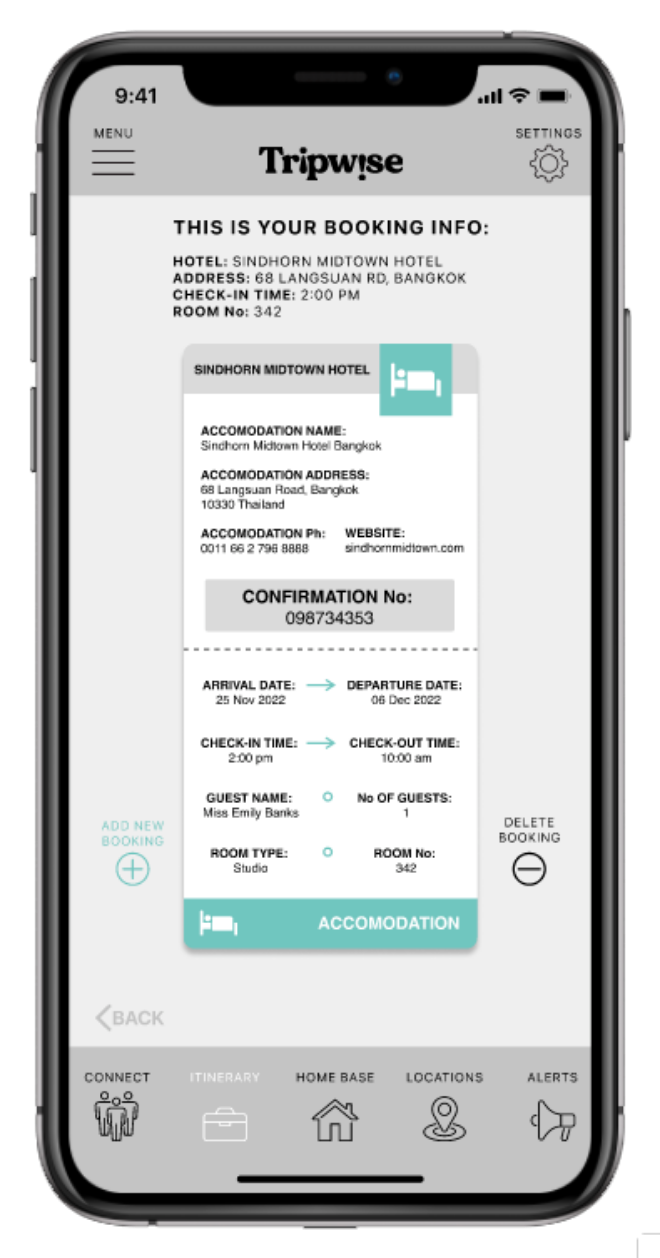 9:41
MENU
SETTINGS
Tripwise
THIS IS YOUR BOOKING INFO:
HOTEL: SINDHORN MIDTOWN HOTEL
ADDRESS: 68 LANGSUAN RD, BANGKOK
CHECK-IN TIME: 2:00 PM
ROOM No: 342
SINDHORN MIDTOWN HOTEL
ACCOMODATION NAME:
Sindhorn Midtown Hotel Bangkok
ACCOMODATION ADDRESS:
68 Langsuan Road, Bangkok
10330 Thailand
ACCOMODATION Ph: WEBSITE:
0011 66 2 796 8888 sindhornmidtown.com
CONFIRMATION No:
098734353
ARRIVAL DATE: DEPARTURE DATE:
25 Nov 2022 06 Dec 2022
CHECK-IN TIME: CHECK-OUT TIME:
2:00 pm 10:00 am
GUEST NAME: No OF GUESTS:
Miss Emily Banks 1
ROOM TYPE: ROOM No:
Studio 342
ADD NEW
BOOKING
DELETE
BOOKING
ACCOMODATION
BACK
CONNECT ITINERARY HOME BASE LOCATIONS ALERTS